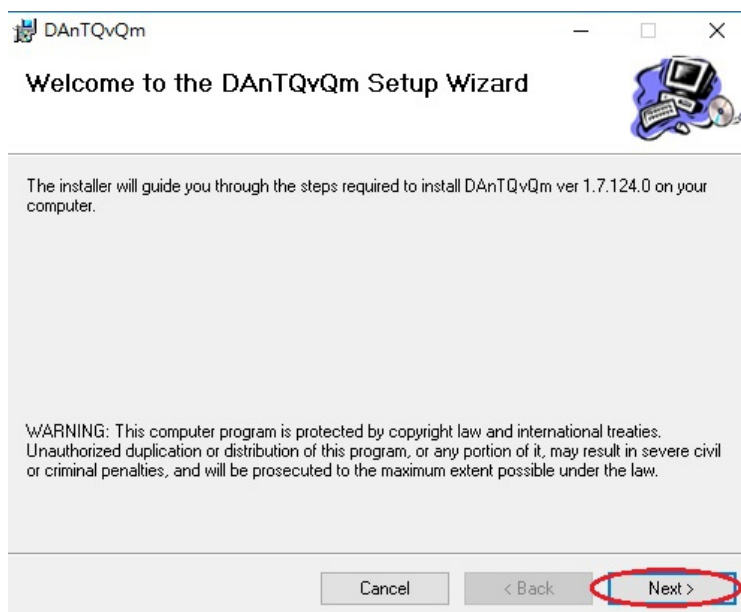 DAnTQvQm
Welcome to the DAnTQvQm Setup Wizard
The installer will guide you through the steps required to install DAnTQvQm ver 1.7.124.0 on your
computer.
WARNING: This computer program is protected by copyright law and international treaties.
Unauthorized duplication or distribution of this program, or any portion of it, may result in severe civil
or criminal penalties, and will be prosecuted to the maximum extent possible under the law.
Cancel < Back Next >